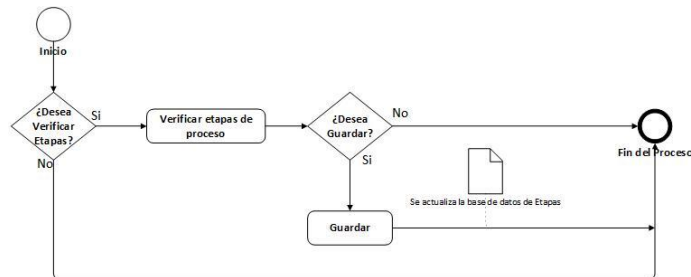 Inicio
¿Desea
Verificar
Etapas?
Si
No
Verificar etapas de
proceso
¿Desea
Guardar?
No
Si
Fin del Proceso
Se actualiza la base de datos de Etapas
Guardar